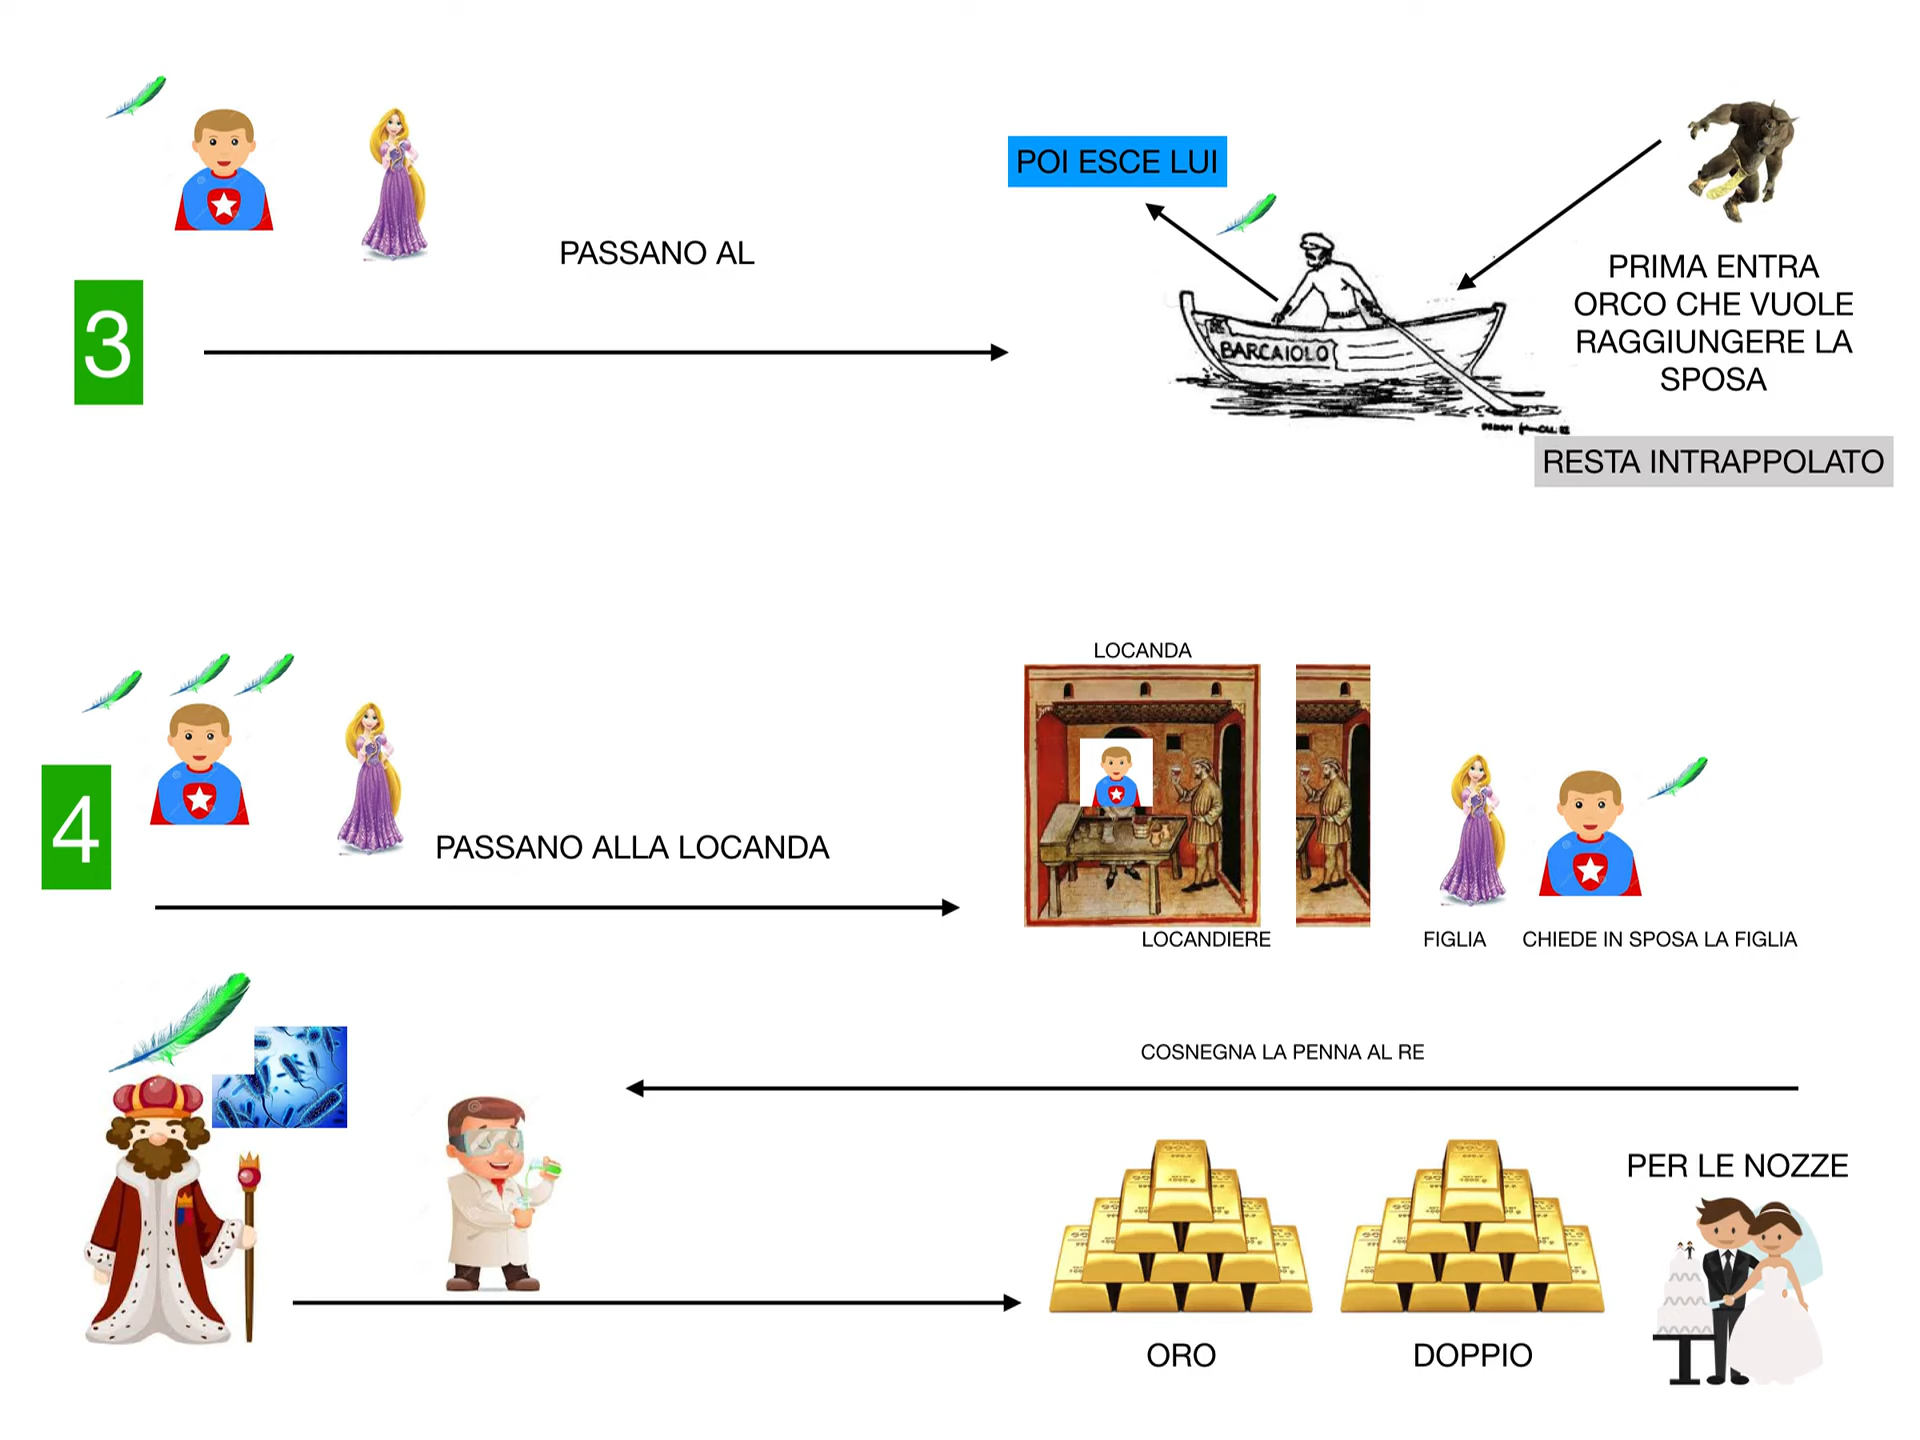 POI ESCE LUI
PASSANO AL
3
BARCAIOLO
PRIMA ENTRA
ORCO CHE VUOLE
RAGGIUNGERE LA
SPOSA
RESTA INTRAPPOLATO
LOCANDA
4
PASSANO ALLA LOCANDA
LOCANDIERE
FIGLIA
CHIEDE IN SPOSA LA FIGLIA
COSNEGNA LA PENNA AL RE
PER LE NOZZE
ORO
DOPPIO